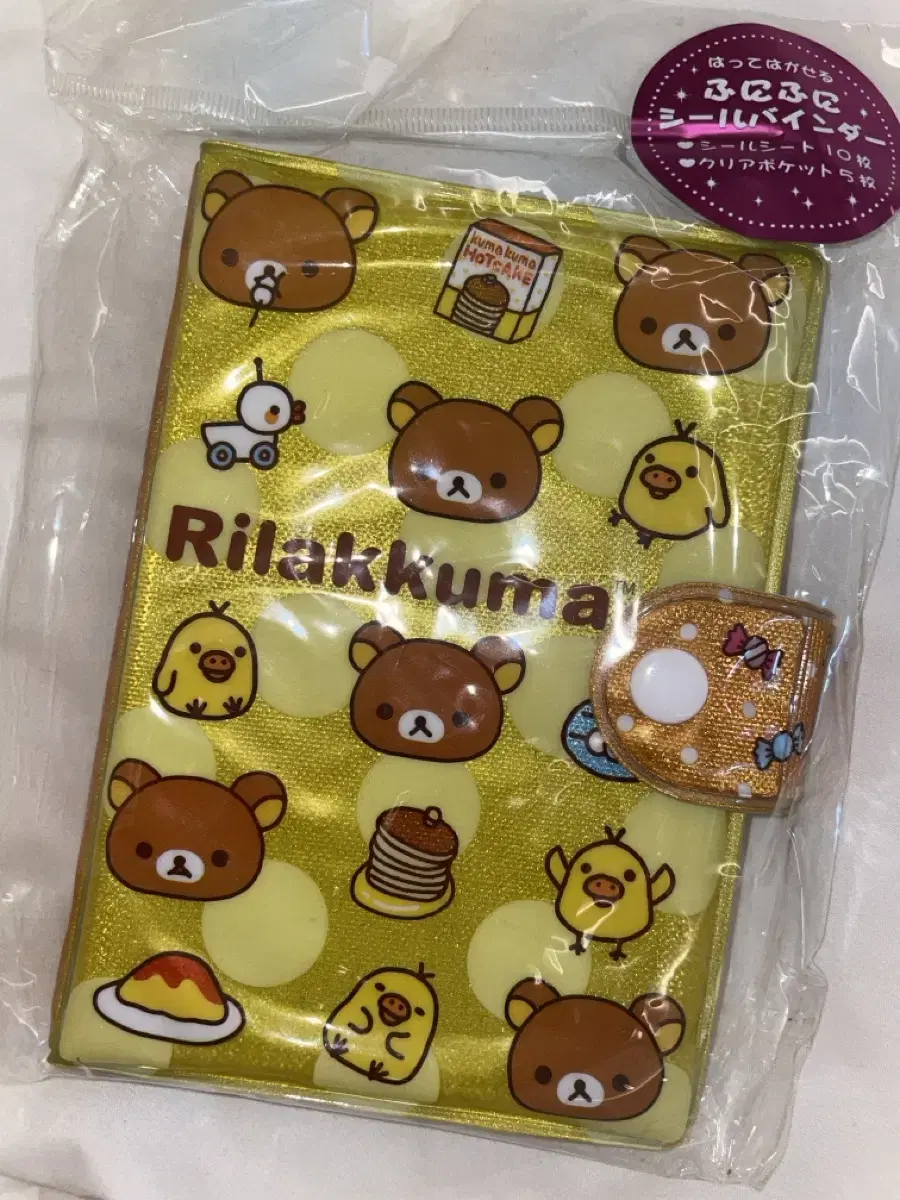 はってはがせる
ふにふに
シールバインダー
♥シールシート 10枚
♥クリアポケット 5枚
kuma kuma
HOTCAKE
Rilakkuma™